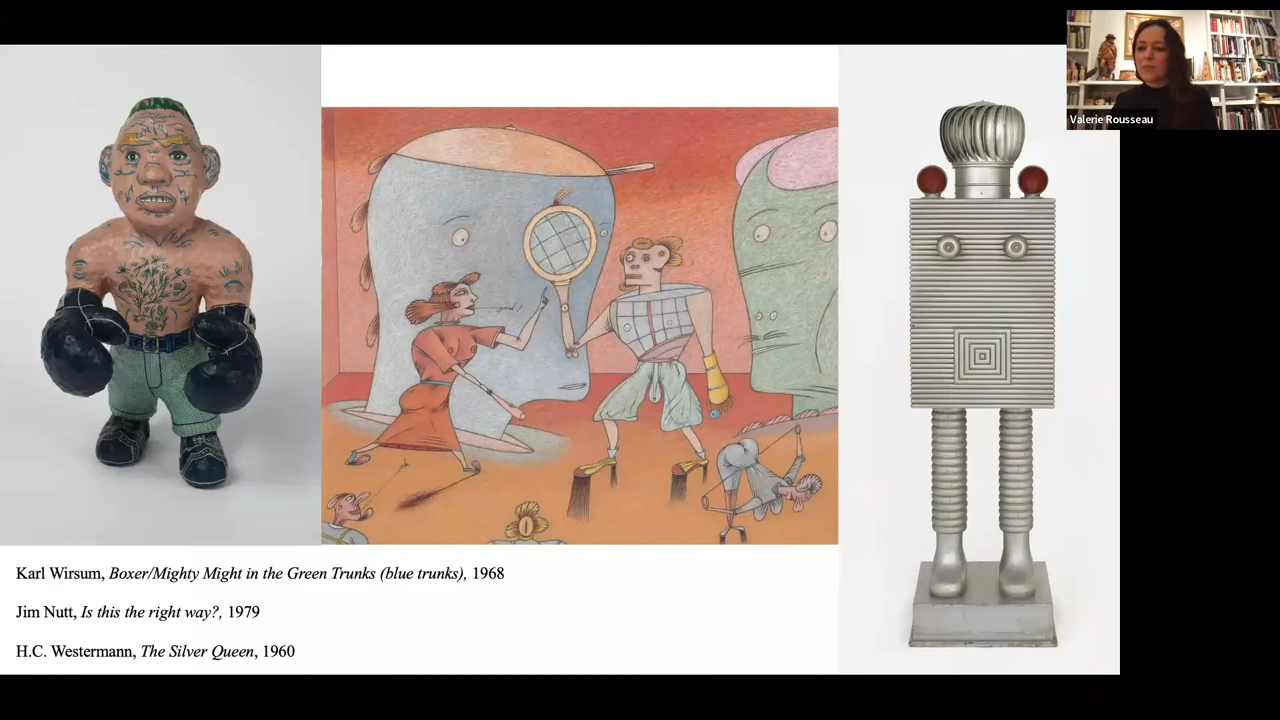 Valerie Rousseau
Karl Wirsum, Boxer/Mighty Might in the Green Trunks (blue trunks), 1968
Jim Nutt, Is this the right way?, 1979
H.C. Westermann, The Silver Queen, 1960